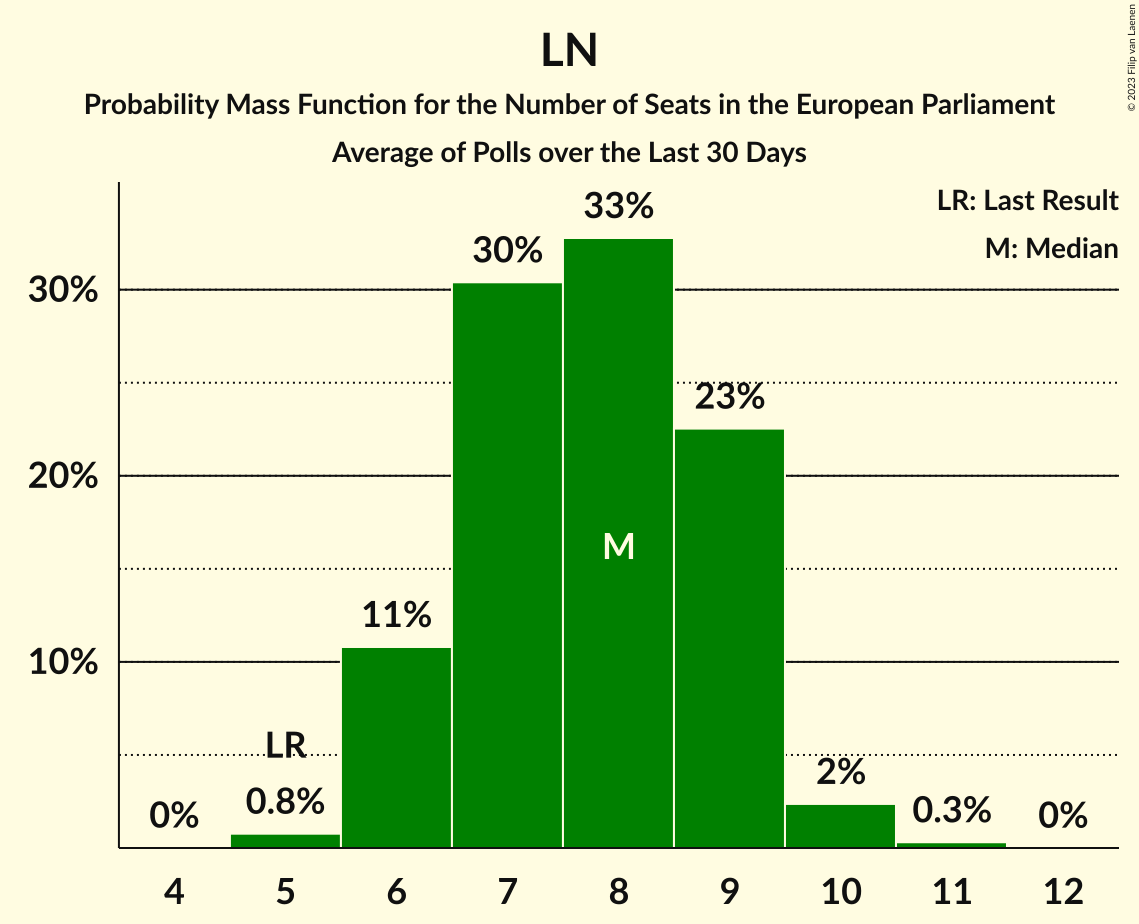 LN
Probability Mass Function for the Number of Seats in the European Parliament
Average of Polls over the Last 30 Days
© 2023 Filip van Laenen
LR: Last Result
M: Median
33%
30%
30%
23%
20%
M
11%
10%
LR
2%
0% 0.8% 0.3% 0%
4 5 6 7 8 9 10 11 12